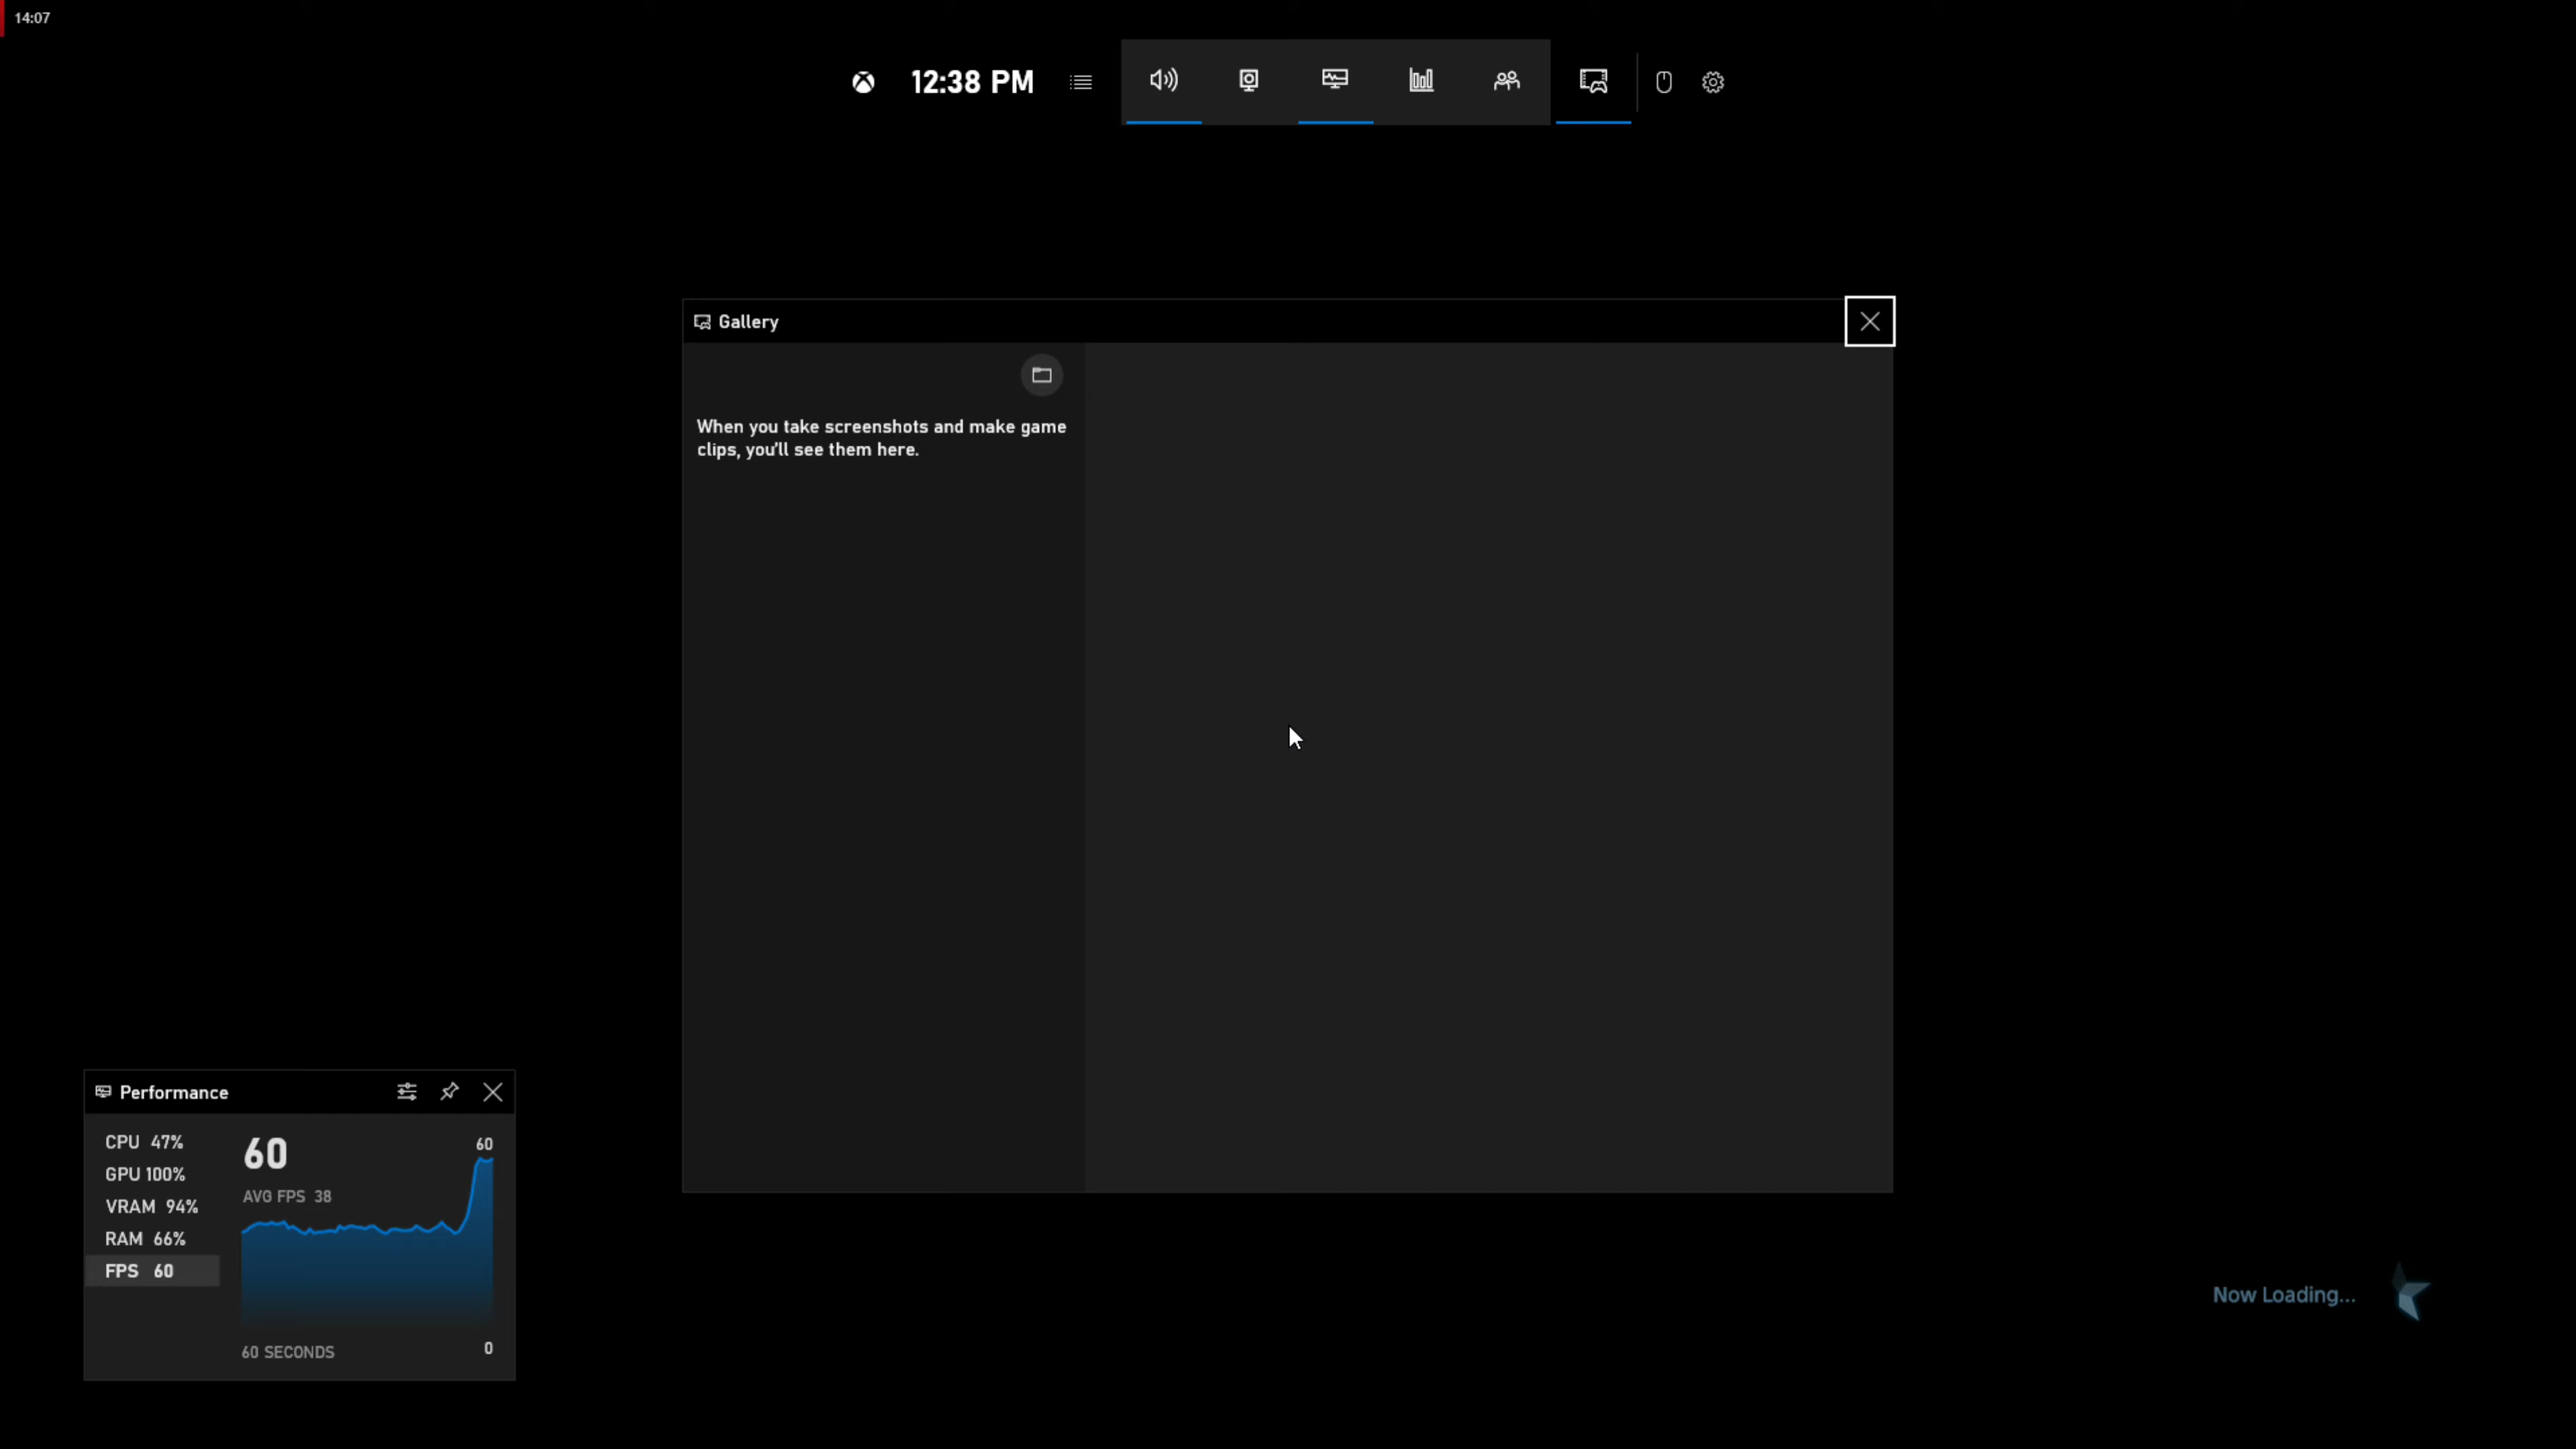 14:07
12:38 PM
Gallery
When you take screenshots and make game
clips, you'll see them here.
Performance
CPU 47%
GPU 100%
VRAM 94%
RAM 66%
FPS 60
60
60
AVG FPS 38
60 SECONDS
0
Now Loading...